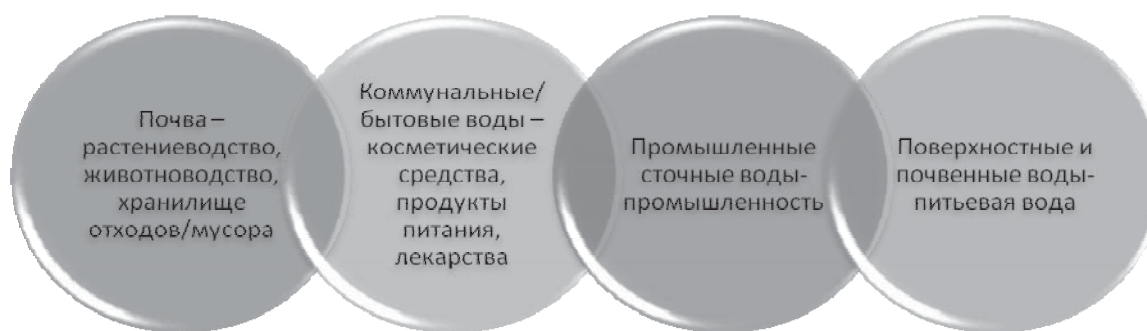 Почва –
растениеводство,
животноводство,
хранилище
отходов/мусора
Коммунальные/
бытовые воды –
косметические
средства,
продукты
питания,
лекарства
Промышленные
сточные воды-
промышленность
Поверхностные и
почвенные воды-
питьевая вода